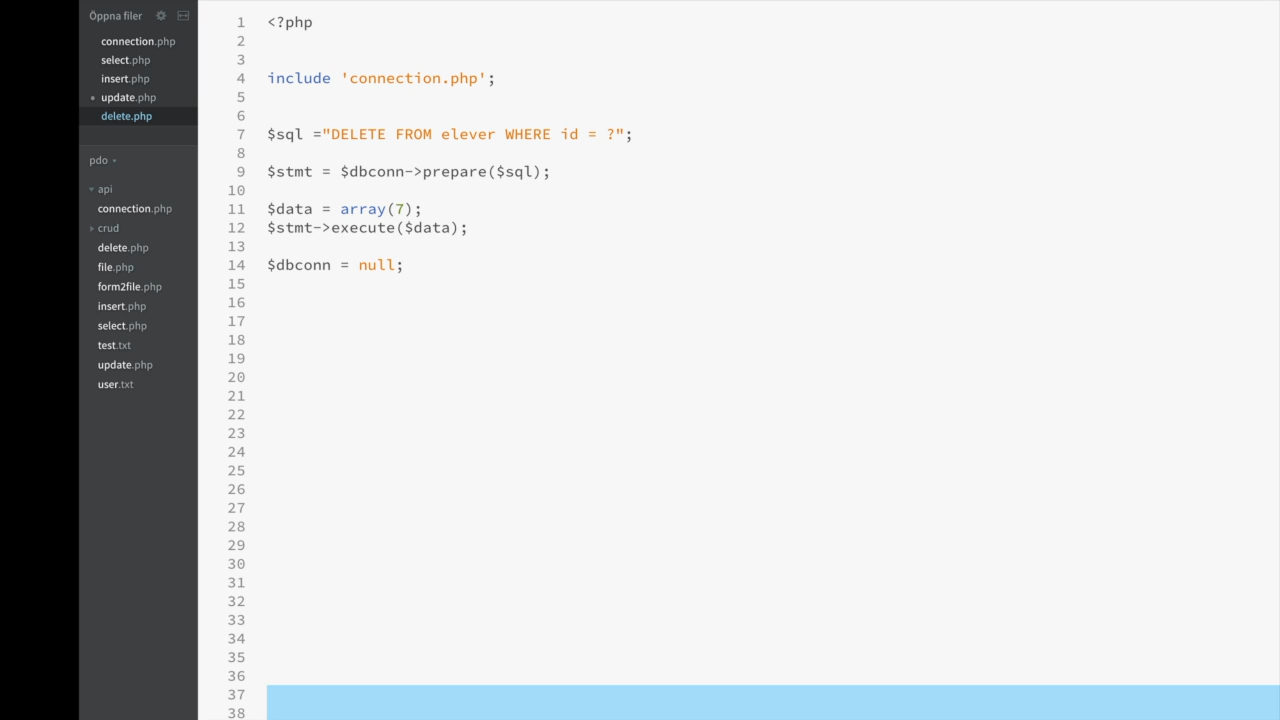 Öppna filer
connection.php
select.php
insert.php
update.php
delete.php
pdo
api
connection.php
crud
delete.php
file.php
form2file.php
insert.php
select.php
test.txt
update.php
user.txt
1 <?php
2
3
4 include 'connection.php';
5
6
7 $sql ="DELETE FROM elever WHERE id = ?";
8
9 $stmt = $dbconn->prepare($sql);
10
11 $data = array(7);
12 $stmt->execute($data);
13
14 $dbconn = null;
15
16
17
18
19
20
21
22
23
24
25
26
27
28
29
30
31
32
33
34
35
36
37
38